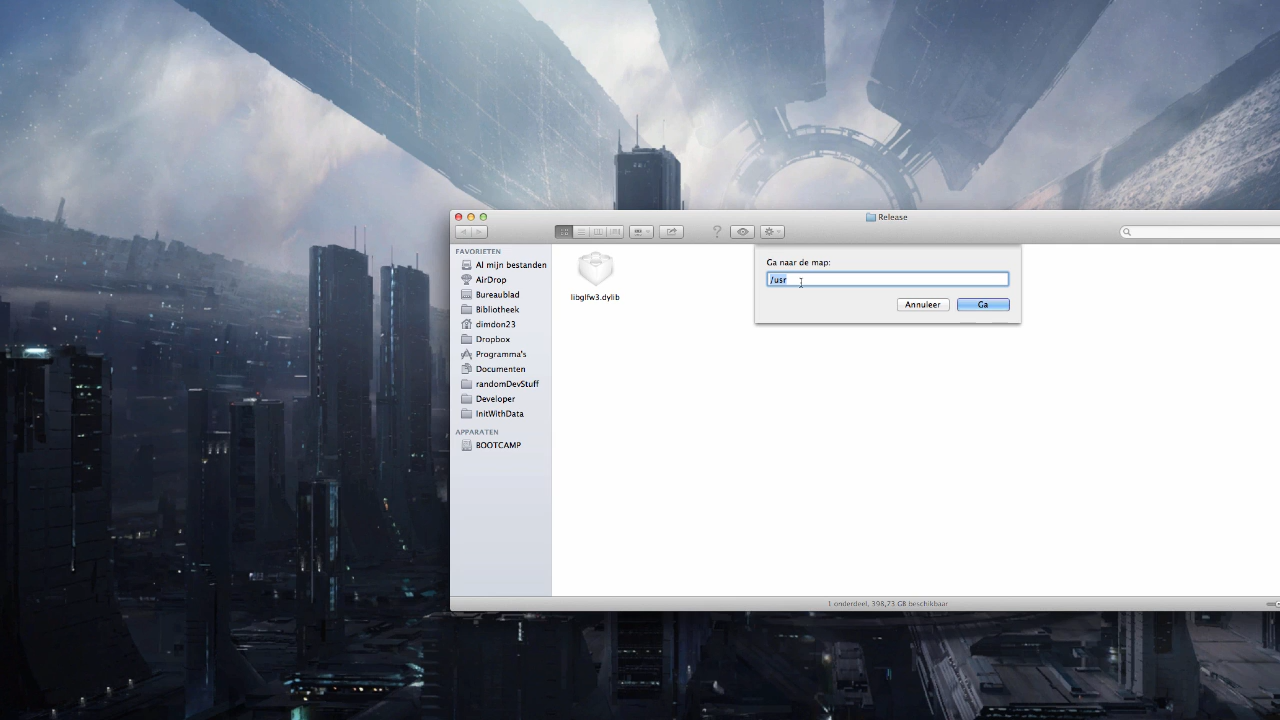 Release
FAVORIETEN
Al mijn bestanden
AirDrop
Bureaublad
Bibliotheek
dimdon23
Dropbox
Programma's
Documenten
randomDevStuff
Developer
InitWithData
APPARATEN
BOOTCAMP
libglfw3.dylib
Ga naar de map:
/usr
Annuleer
Ga
1 onderdeel, 398,73 GB beschikbaar